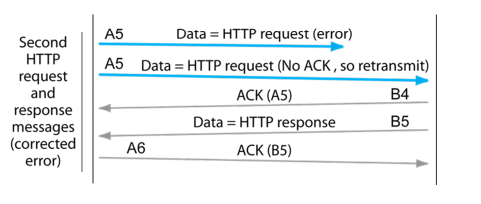 Second
HTTP
request
and
response
messages
(corrected
error)
A5 Data = HTTP request (error)
A5 Data = HTTP request (No ACK, so retransmit)
ACK (A5) B4
Data = HTTP response B5
A6 ACK (B5)